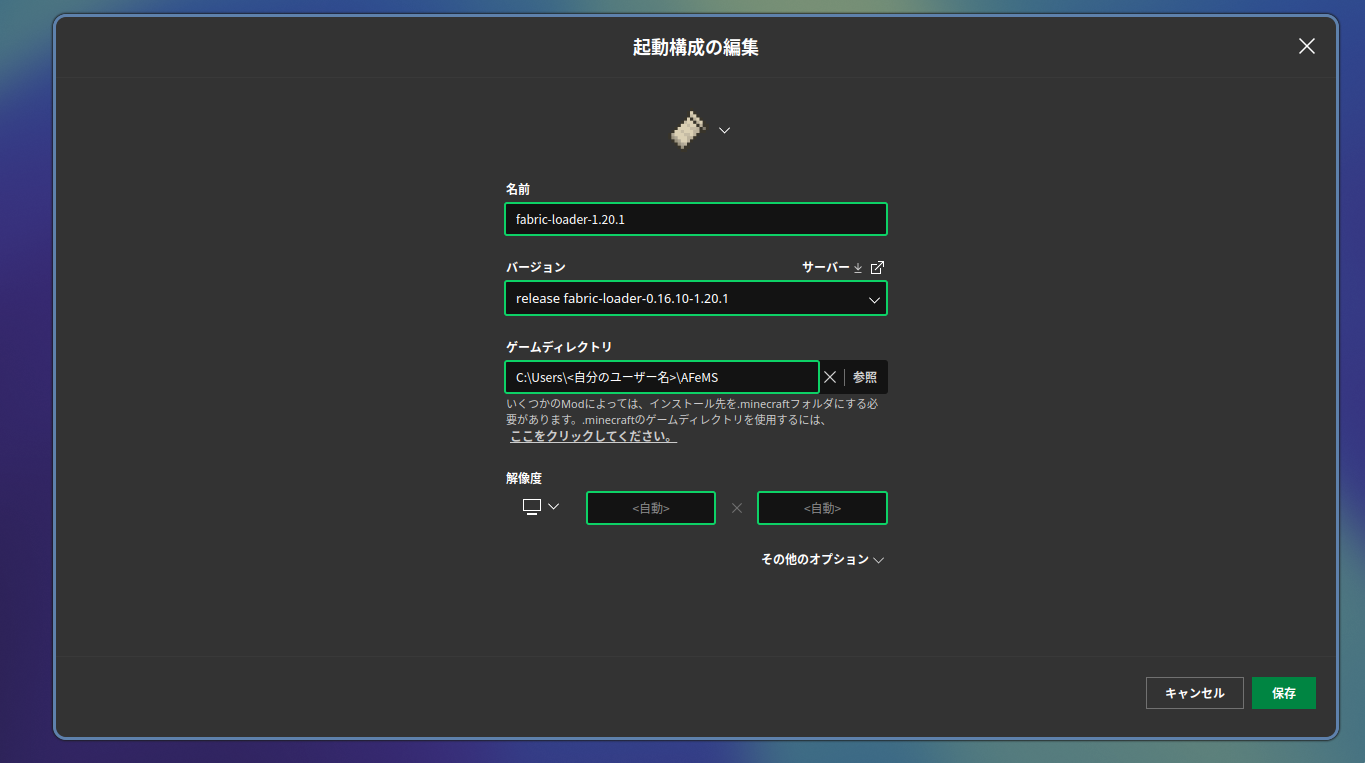 起動構成の編集
名前
fabric-loader-1.20.1
バージョン
サーバー
release fabric-loader-0.16.10-1.20.1
ゲームディレクトリ
C:\Users\<自分のユーザー名>\AFeMS
参照
いくつかのModによっては、インストール先を.minecraftフォルダにする必
要があります。.minecraftのゲームディレクトリを使用するには、
ここをクリックしてください。
解像度
<自動>
<自動>
その他のオプション
キャンセル
保存